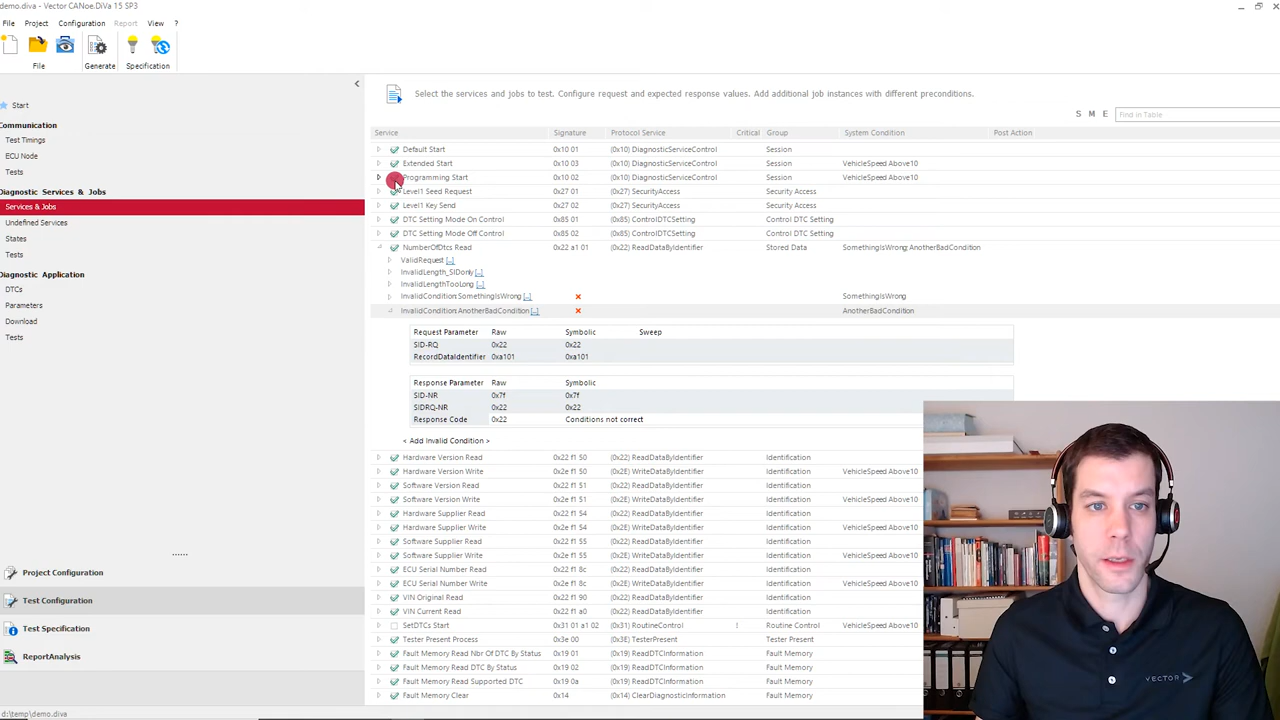 demo.diva - Vector CANoe.DiVa 15 SP3
File Project Configuration Report View ?
File Generate Specification
Start
Communication
Test Timings
ECU Node
Tests
Diagnostic Services & Jobs
Services & Jobs
Undefined Services
States
Tests
Diagnostic Application
DTCs
Parameters
Download
Tests
Project Configuration
Test Configuration
Test Specification
ReportAnalysis
d:\temp\demo.diva
Select the services and jobs to test. Configure request and expected response values. Add additional job instances with different preconditions.
S M E Find in Table
Service Signature Protocol Service Critical Group System Condition Post Action
Default Start 0x10 01 (0x10) DiagnosticServiceControl Session
Extended Start 0x10 03 (0x10) DiagnosticServiceControl Session VehicleSpeed Above10
Programming Start 0x10 02 (0x10) DiagnosticServiceControl Session VehicleSpeed Above10
Level1 Seed Request 0x27 01 (0x27) SecurityAccess Security Access
Level1 Key Send 0x27 02 (0x27) SecurityAccess Security Access
DTC Setting Mode On Control 0x85 01 (0x85) ControlDTCSetting Control DTC Setting
DTC Setting Mode Off Control 0x85 02 (0x85) ControlDTCSetting Control DTC Setting
NumberOfDtcs Read 0x22 a1 01 (0x22) ReadDataByIdentifier Stored Data SomethingIsWrong;AnotherBadCondition
ValidRequest [...]
InvalidLength_SIDonly [...]
InvalidLengthTooLong [...]
InvalidCondition:SomethingIsWrong [...] SomethingIsWrong
InvalidCondition:AnotherBadCondition [...] AnotherBadCondition
Request Parameter Raw Symbolic Sweep
SID-RQ 0x22 0x22
RecordDataIdentifier 0xa101 0xa101
Response Parameter Raw Symbolic
SID-NR 0x7f 0x7f
SIDRQ-NR 0x22 0x22
Response Code 0x22 Conditions not correct
< Add Invalid Condition >
Hardware Version Read 0x22 f1 50 (0x22) ReadDataByIdentifier Identification
Hardware Version Write 0x2e f1 50 (0x2E) WriteDataByIdentifier Identification VehicleSpeed Above10
Software Version Read 0x22 f1 51 (0x22) ReadDataByIdentifier Identification
Software Version Write 0x2e f1 51 (0x2E) WriteDataByIdentifier Identification VehicleSpeed Above10
Hardware Supplier Read 0x22 f1 54 (0x22) ReadDataByIdentifier Identification
Hardware Supplier Write 0x2e f1 54 (0x2E) WriteDataByIdentifier Identification VehicleSpeed Above10
Software Supplier Read 0x22 f1 55 (0x22) ReadDataByIdentifier Identification
Software Supplier Write 0x2e f1 55 (0x2E) WriteDataByIdentifier Identification VehicleSpeed Above10
ECU Serial Number Read 0x22 f1 8c (0x22) ReadDataByIdentifier Identification
ECU Serial Number Write 0x2e f1 8c (0x2E) WriteDataByIdentifier Identification VehicleSpeed Above10
VIN Original Read 0x22 f1 90 (0x22) ReadDataByIdentifier Identification
VIN Current Read 0x22 f1 a0 (0x22) ReadDataByIdentifier Identification
SetDTCs Start 0x31 01 a1 02 (0x31) RoutineControl ! Routine Control VehicleSpeed Above10
Tester Present Process 0x3e 00 (0x3E) TesterPresent Tester Present
Fault Memory Read Nbr Of DTC By Status 0x19 01 (0x19) ReadDTCInformation Fault Memory
Fault Memory Read DTC By Status 0x19 02 (0x19) ReadDTCInformation Fault Memory
Fault Memory Read Supported DTC 0x19 0a (0x19) ReadDTCInformation Fault Memory
Fault Memory Clear 0x14 (0x14) ClearDiagnosticInformation Fault Memory
VECTOR